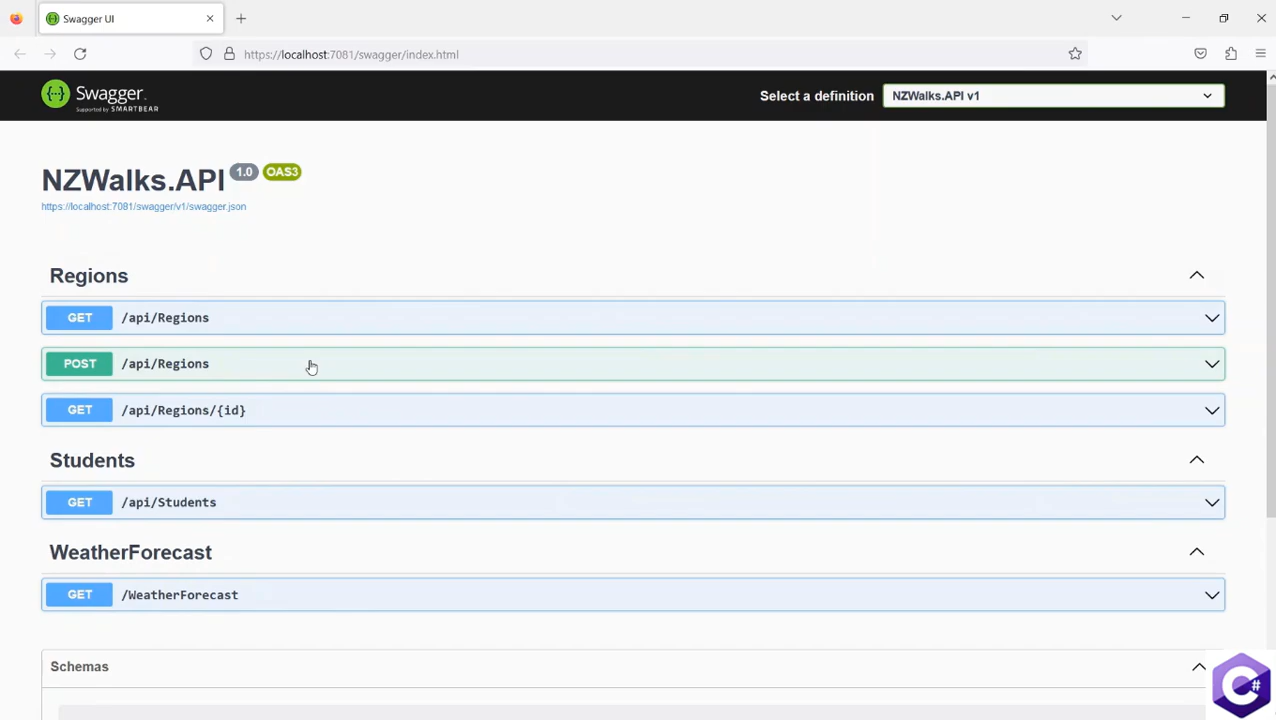 Swagger UI
https://localhost:7081/swagger/index.html
Swagger.
Supported by SMARTBEAR
Select a definition
NZWalks.API v1
NZWalks.API 1.0 OAS3
https://localhost:7081/swagger/v1/swagger.json
Regions
GET /api/Regions
POST /api/Regions
GET /api/Regions/{id}
Students
GET /api/Students
WeatherForecast
GET /WeatherForecast
Schemas
C#